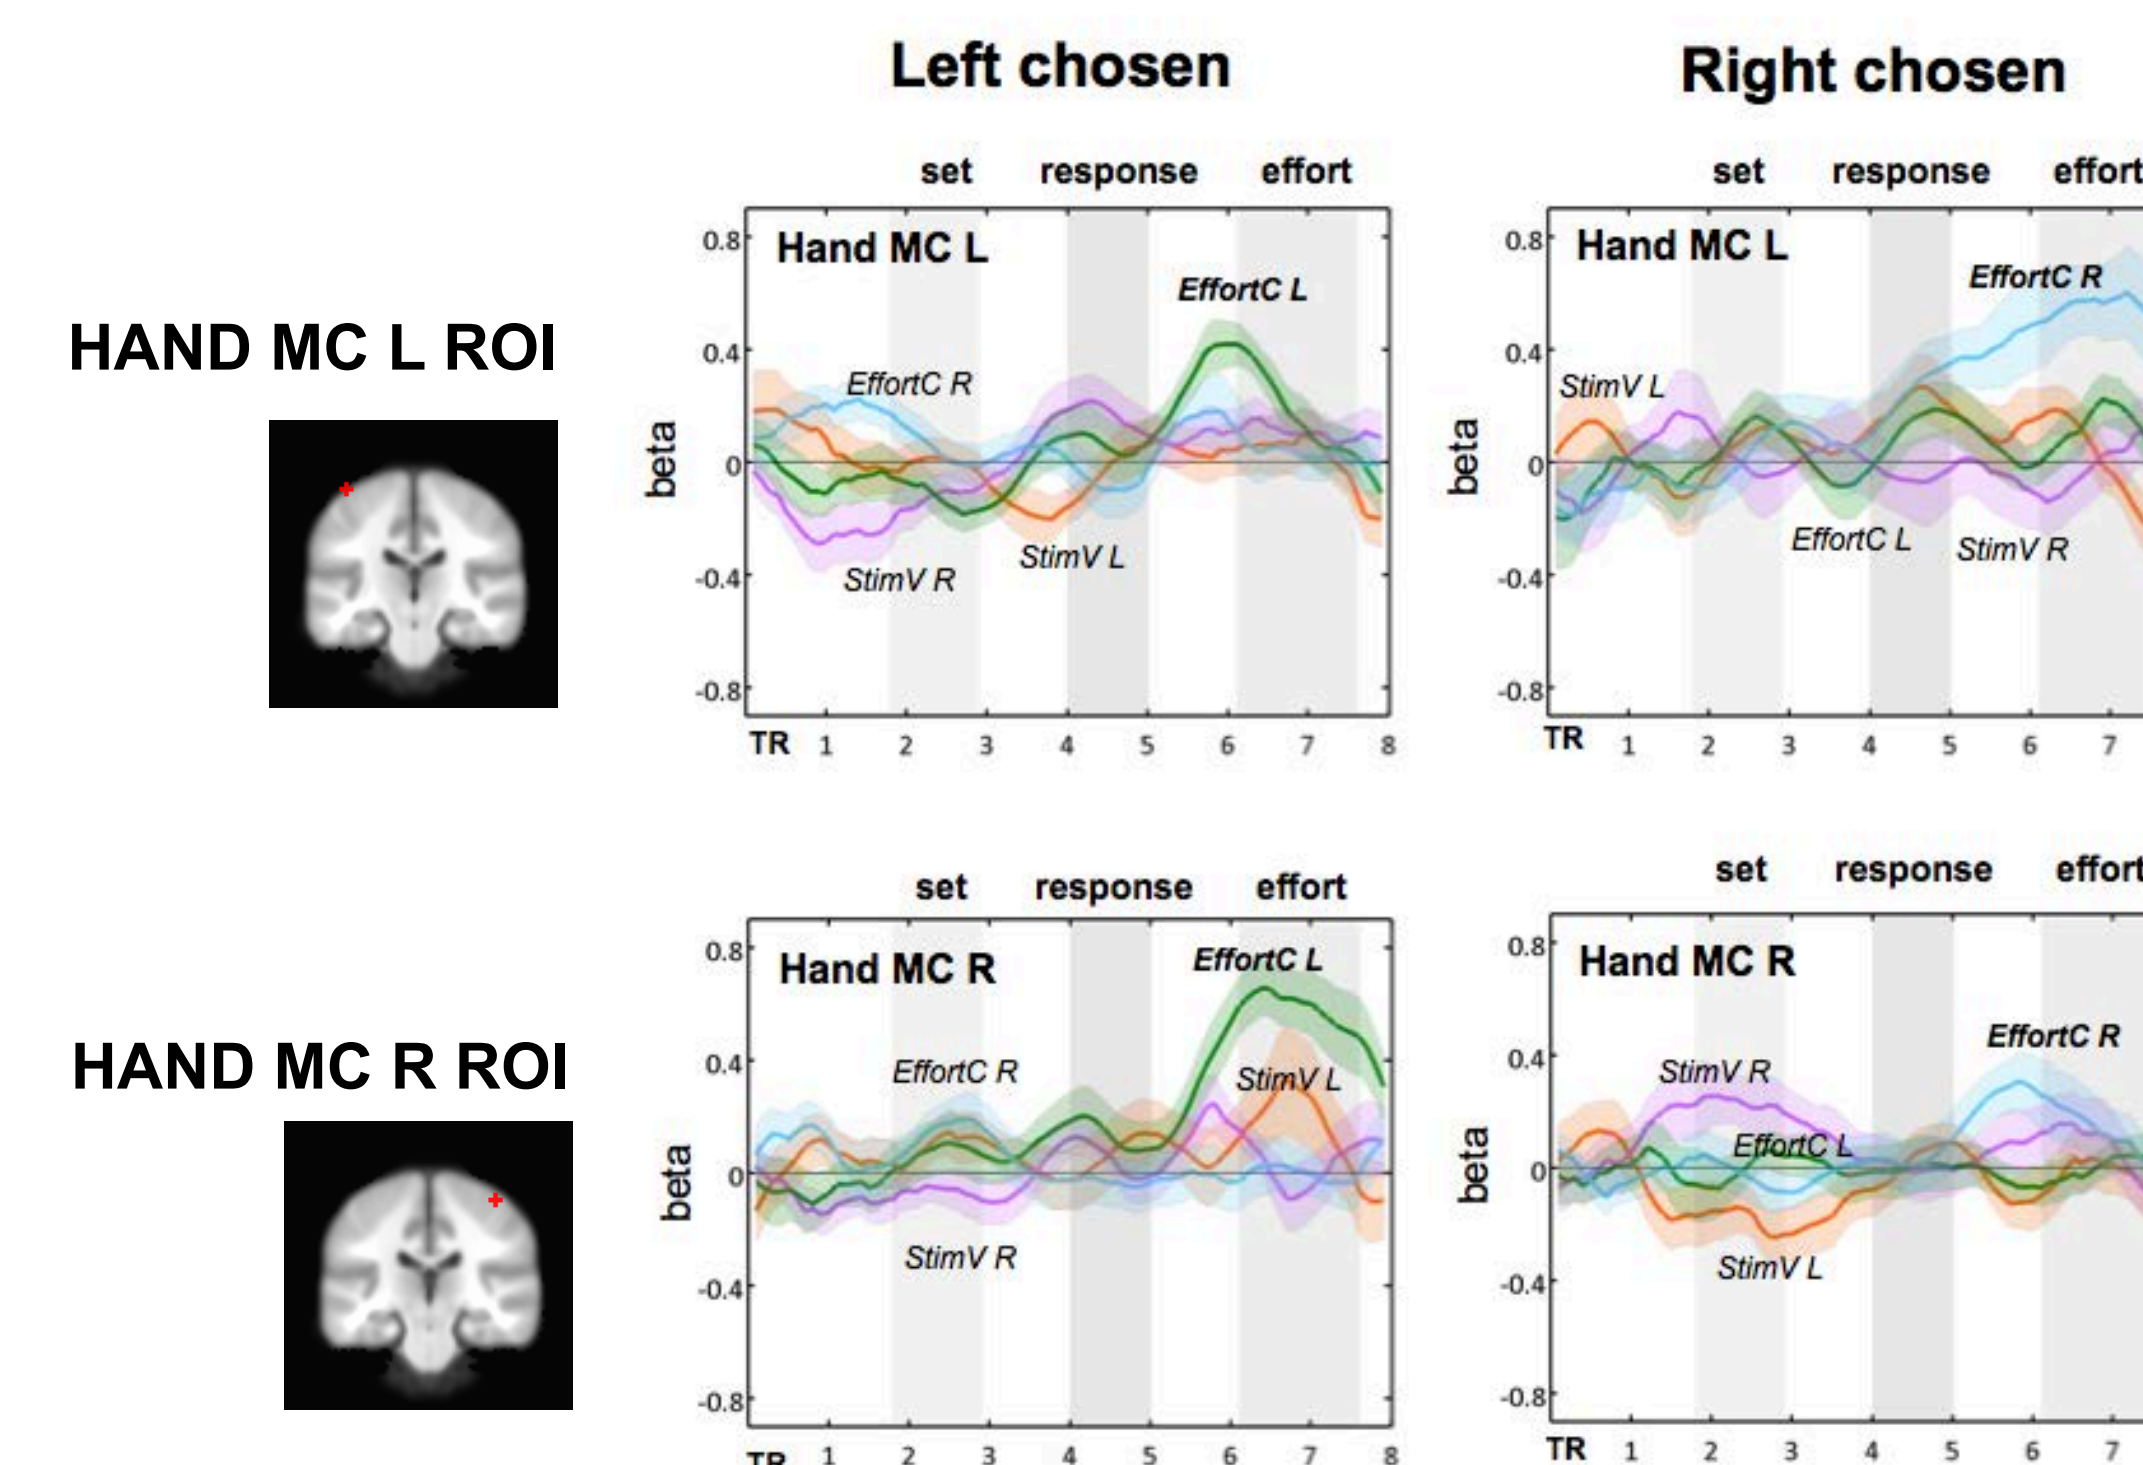 Left chosen
Right chosen
set response effort
set response effort
HAND MC L ROI
Hand MC L
EffortC L
EffortC R
StimV R
StimV L
beta
0.8
0.4
0
-0.4
-0.8
TR 1 2 3 4 5 6 7 8
Hand MC L
EffortC R
StimV L
EffortC L
StimV R
beta
0.8
0.4
0
-0.4
-0.8
TR 1 2 3 4 5 6 7
set response effort
set response effort
HAND MC R ROI
Hand MC R
EffortC L
EffortC R
StimV L
StimV R
beta
0.8
0.4
0
-0.4
-0.8
TR 1 2 3 4 5 6 7 8
Hand MC R
EffortC R
StimV R
EffortC L
StimV L
beta
0.8
0.4
0
-0.4
-0.8
TR 1 2 3 4 5 6 7